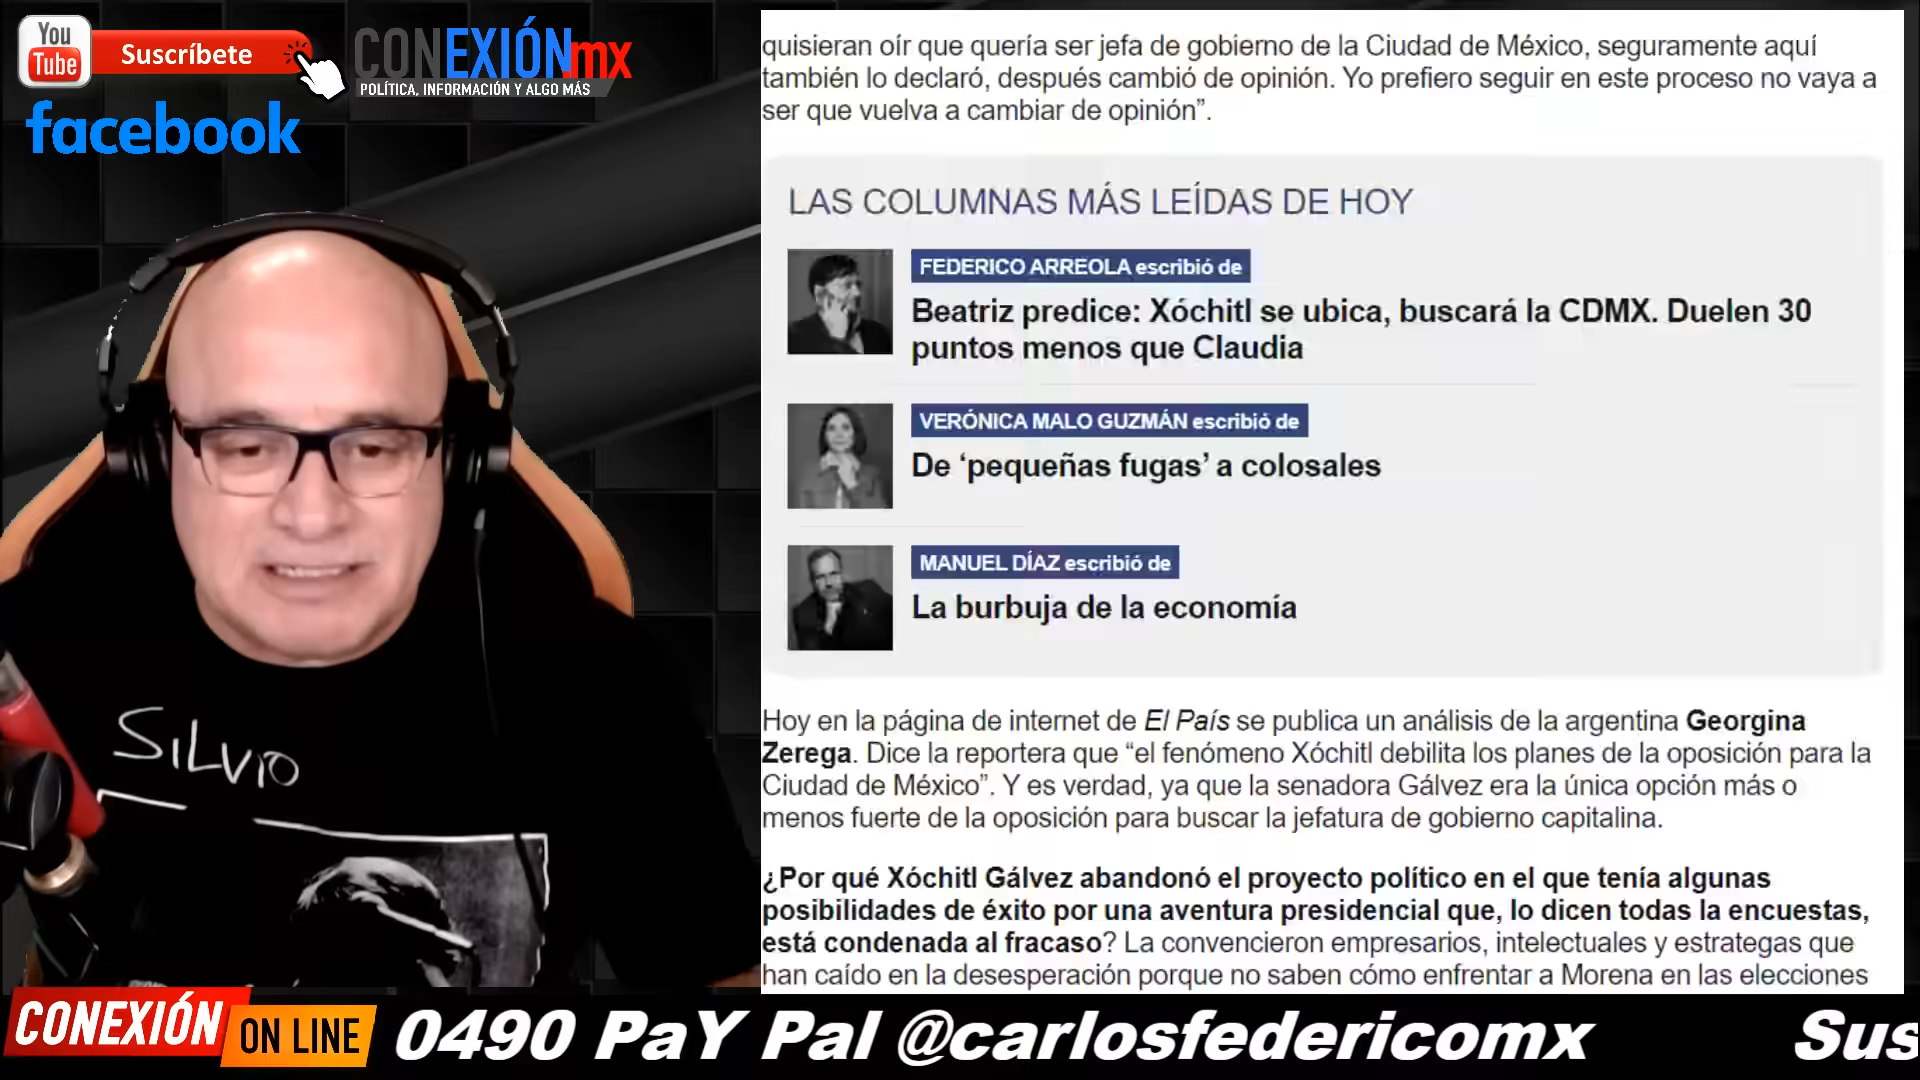 You
Tube
Suscríbete
facebook
CONEXIÓN.mx
POLÍTICA, INFORMACIÓN Y ALGO MÁS
quisieran oír que quería ser jefa de gobierno de la Ciudad de México, seguramente aquí
también lo declaró, después cambió de opinión. Yo prefiero seguir en este proceso no vaya a
ser que vuelva a cambiar de opinión”.
LAS COLUMNAS MÁS LEÍDAS DE HOY
FEDERICO ARREOLA escribió de
Beatriz predice: Xóchitl se ubica, buscará la CDMX. Duelen 30
puntos menos que Claudia
VERÓNICA MALO GUZMÁN escribió de
De ‘pequeñas fugas’ a colosales
MANUEL DÍAZ escribió de
La burbuja de la economía
Hoy en la página de internet de El País se publica un análisis de la argentina Georgina
Zerega. Dice la reportera que “el fenómeno Xóchitl debilita los planes de la oposición para la
Ciudad de México”. Y es verdad, ya que la senadora Gálvez era la única opción más o
menos fuerte de la oposición para buscar la jefatura de gobierno capitalina.
¿Por qué Xóchitl Gálvez abandonó el proyecto político en el que tenía algunas
posibilidades de éxito por una aventura presidencial que, lo dicen todas la encuestas,
está condenada al fracaso? La convencieron empresarios, intelectuales y estrategas que
han caído en la desesperación porque no saben cómo enfrentar a Morena en las elecciones
SILVIO
CONEXIÓN
ON LINE
0490 PaY Pal @carlosfedericomx
Sus